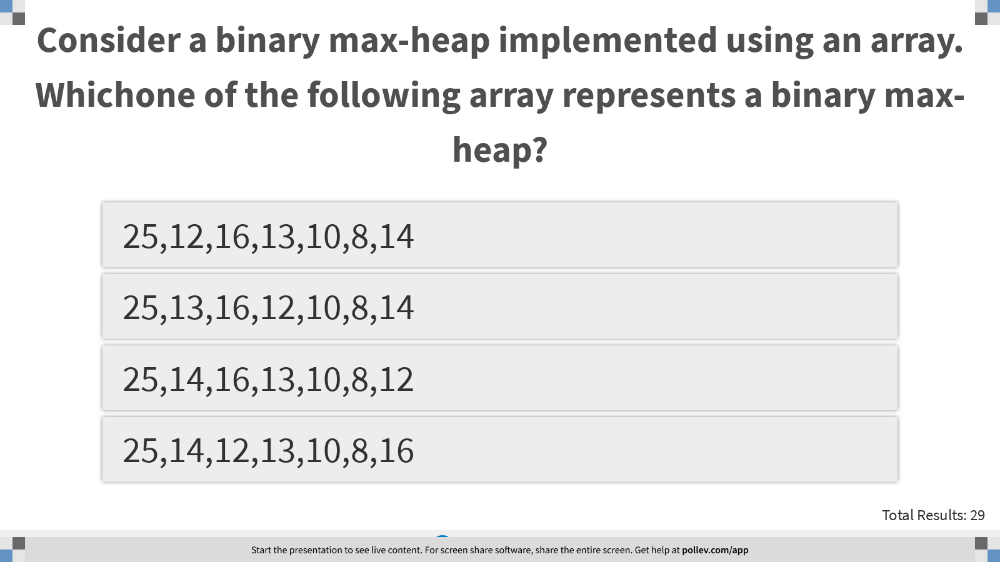 Consider a binary max-heap implemented using an array.
Whichone of the following array represents a binary max-
heap?
25,12,16,13,10,8,14
25,13,16,12,10,8,14
25,14,16,13,10,8,12
25,14,12,13,10,8,16
Total Results: 29
Start the presentation to see live content. For screen share software, share the entire screen. Get help at pollev.com/app